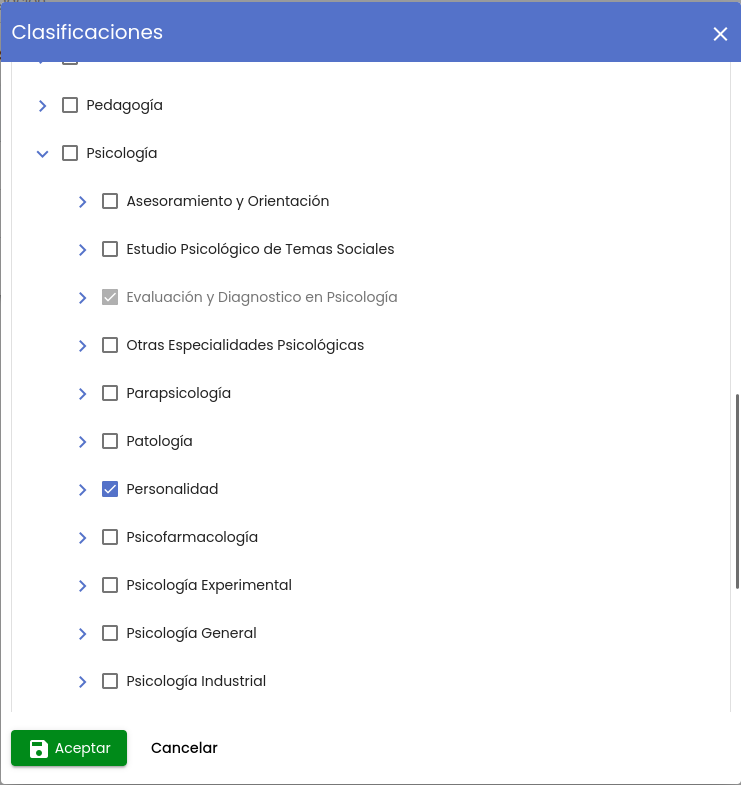 Clasificaciones
Pedagogía
Psicología
Asesoramiento y Orientación
Estudio Psicológico de Temas Sociales
Evaluación y Diagnostico en Psicología
Otras Especialidades Psicológicas
Parapsicología
Patología
Personalidad
Psicofarmacología
Psicología Experimental
Psicología General
Psicología Industrial
Aceptar
Cancelar